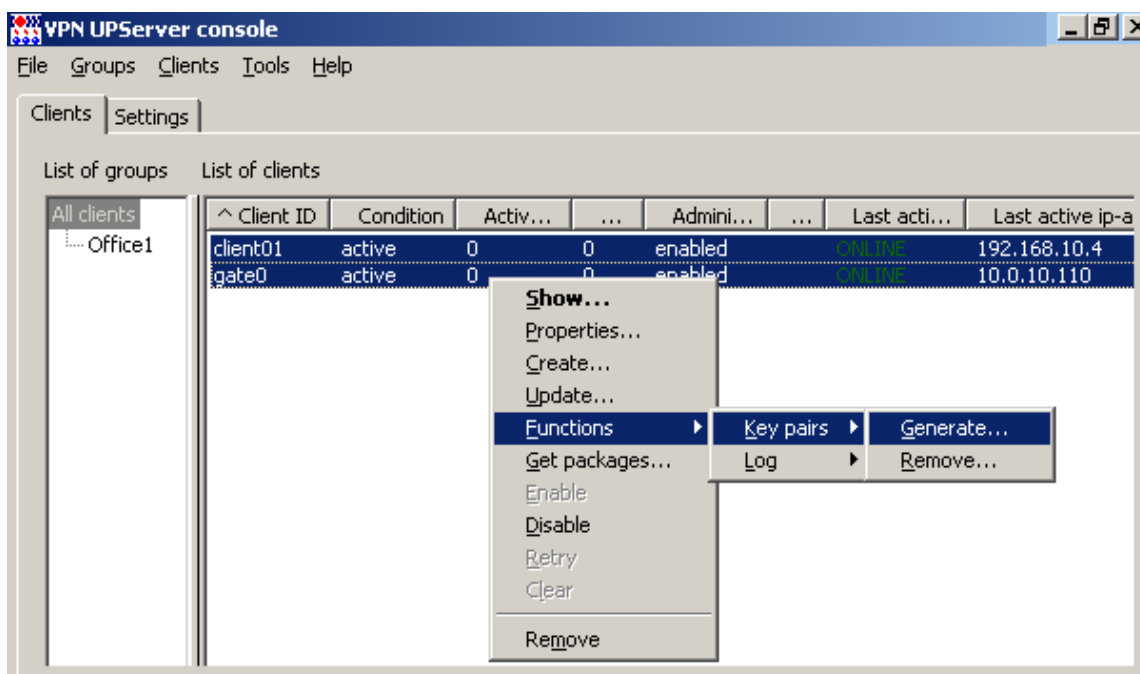 VPN UPServer console
File Groups Clients Tools Help
Clients Settings
List of groups List of clients
All clients
Office1
^ Client ID Condition Activ... ... Admini... ... Last acti... Last active ip-a
client01 active 0 0 enabled ONLINE 192.168.10.4
gate0 active 0 0 enabled ONLINE 10.0.10.110
Show...
Properties...
Create...
Update...
Functions Key pairs Generate...
Get packages... Log Remove...
Enable
Disable
Retry
Clear
Remove